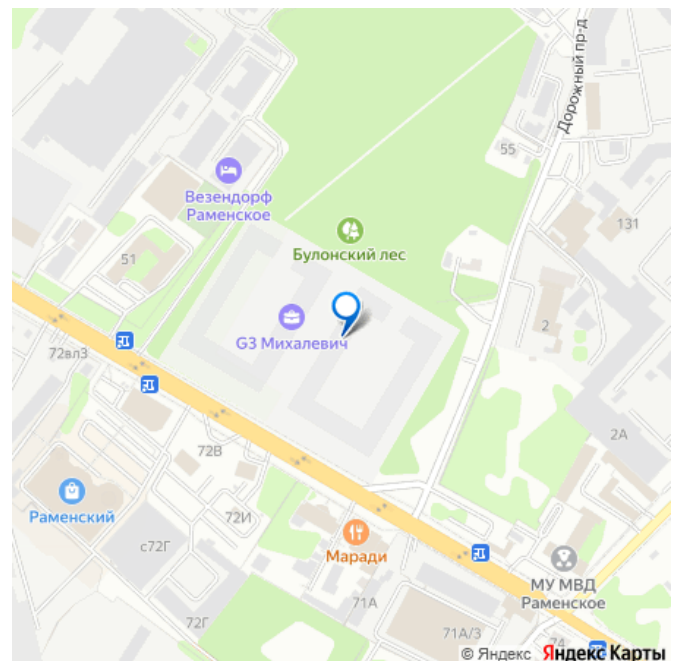 Дорожный пр-д
55
Везендорф
Раменское
131
Булонский лес
51
2
G3 Михалевич
72вл3
2А
72В
Раменский
72И
с72Г
Маради
МУ МВД
Раменское
71А
72Г
71А/3
74
© Яндекс Яндекс Карты